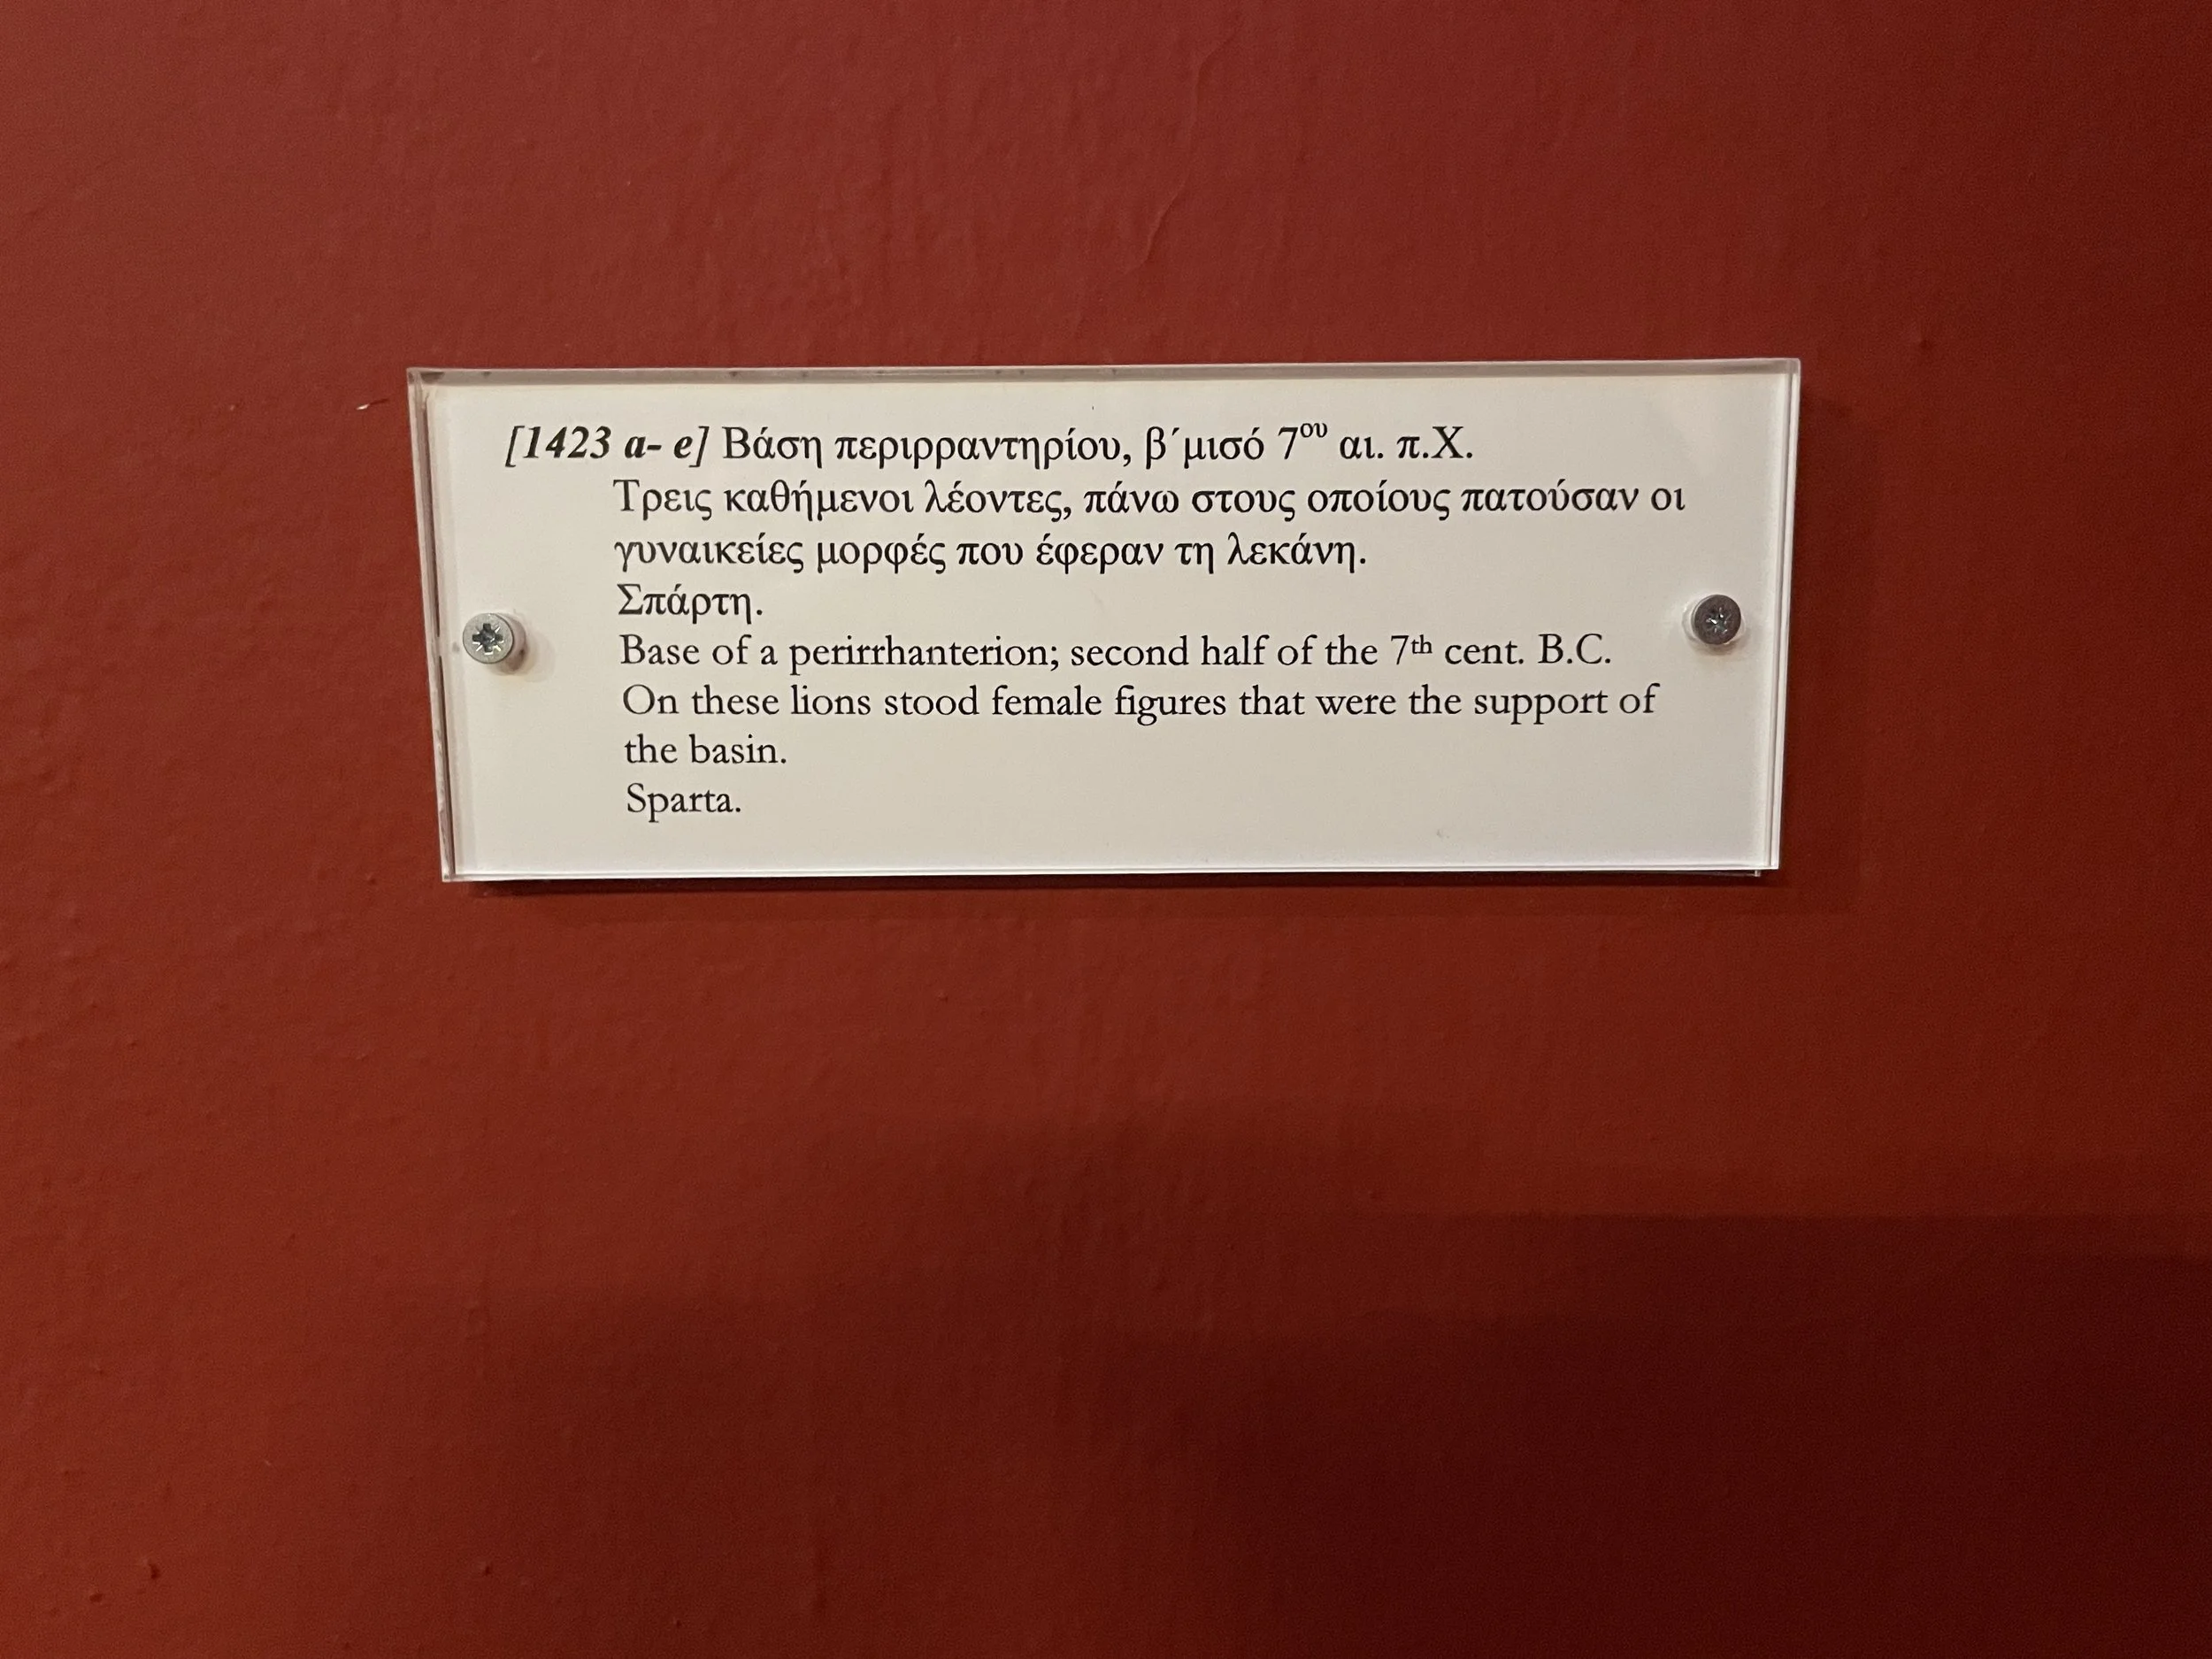 [1423 a- e] Βάση περιρραντηρίου, β΄μισό 7ου αι. π.Χ.
Τρεις καθήμενοι λέοντες, πάνω στους οποίους πατούσαν οι
γυναικείες μορφές που έφεραν τη λεκάνη.
Σπάρτη.
Base of a perirrhanterion; second half of the 7th cent. B.C.
On these lions stood female figures that were the support of
the basin.
Sparta.